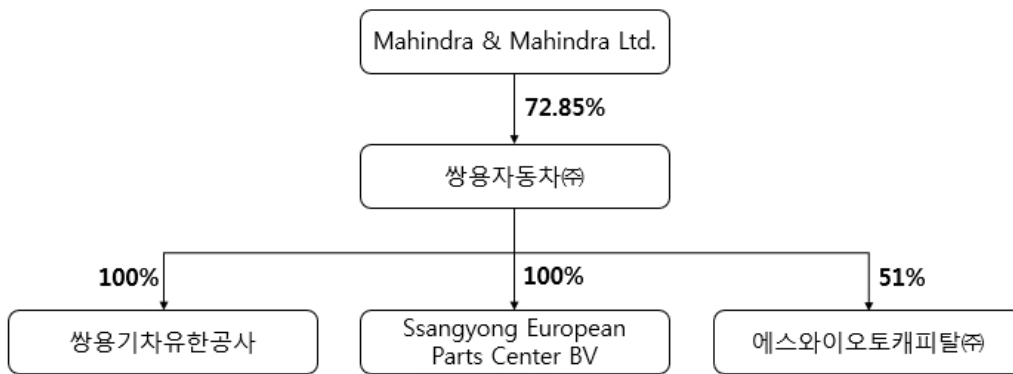 Mahindra & Mahindra Ltd.
72.85%
쌍용자동차㈜
100%
100%
51%
쌍용기차유한공사
Ssangyong European
Parts Center BV
에스와이오토캐피탈㈜